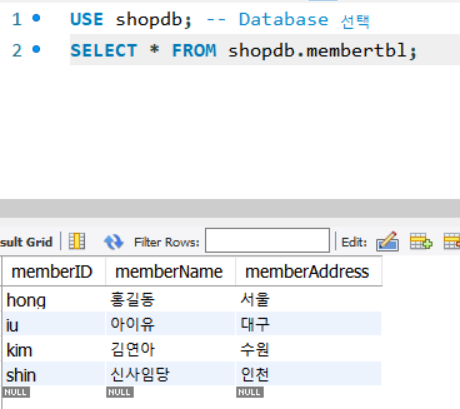 1 USE shopdb; -- Database 선택
2 SELECT * FROM shopdb.membertbl;
sult Grid Filter Rows: Edit:
memberID memberName memberAddress
hong 홍길동 서울
iu 아이유 대구
kim 김연아 수원
shin 신사임당 인천
NULL NULL NULL